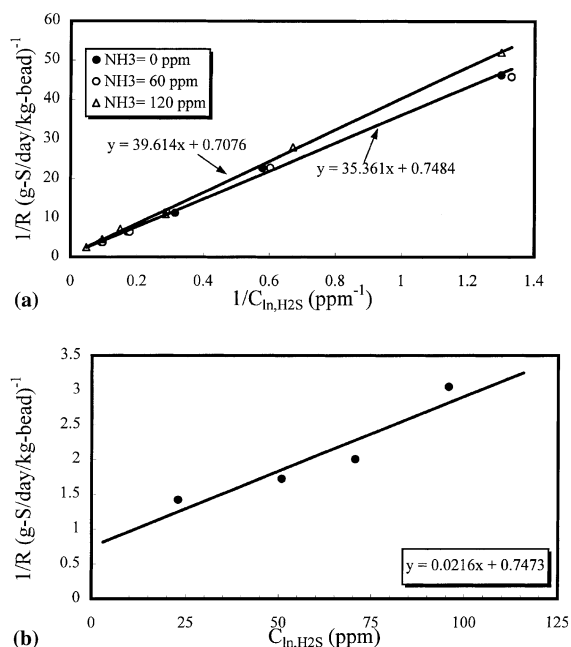 60
50
40
30
20
10
0
1/R (g-S/day/kg-bead)-1
NH3= 0 ppm
NH3= 60 ppm
NH3= 120 ppm
y = 39.614x + 0.7076
y = 35.361x + 0.7484
0 0.2 0.4 0.6 0.8 1 1.2 1.4
(a)
1/Cln,H2S (ppm-1)
3.5
3
2.5
2
1.5
1
0.5
0
1/R (g-S/day/kg-bead)-1
y = 0.0216x + 0.7473
0 25 50 75 100 125
(b)
Cln,H2S (ppm)